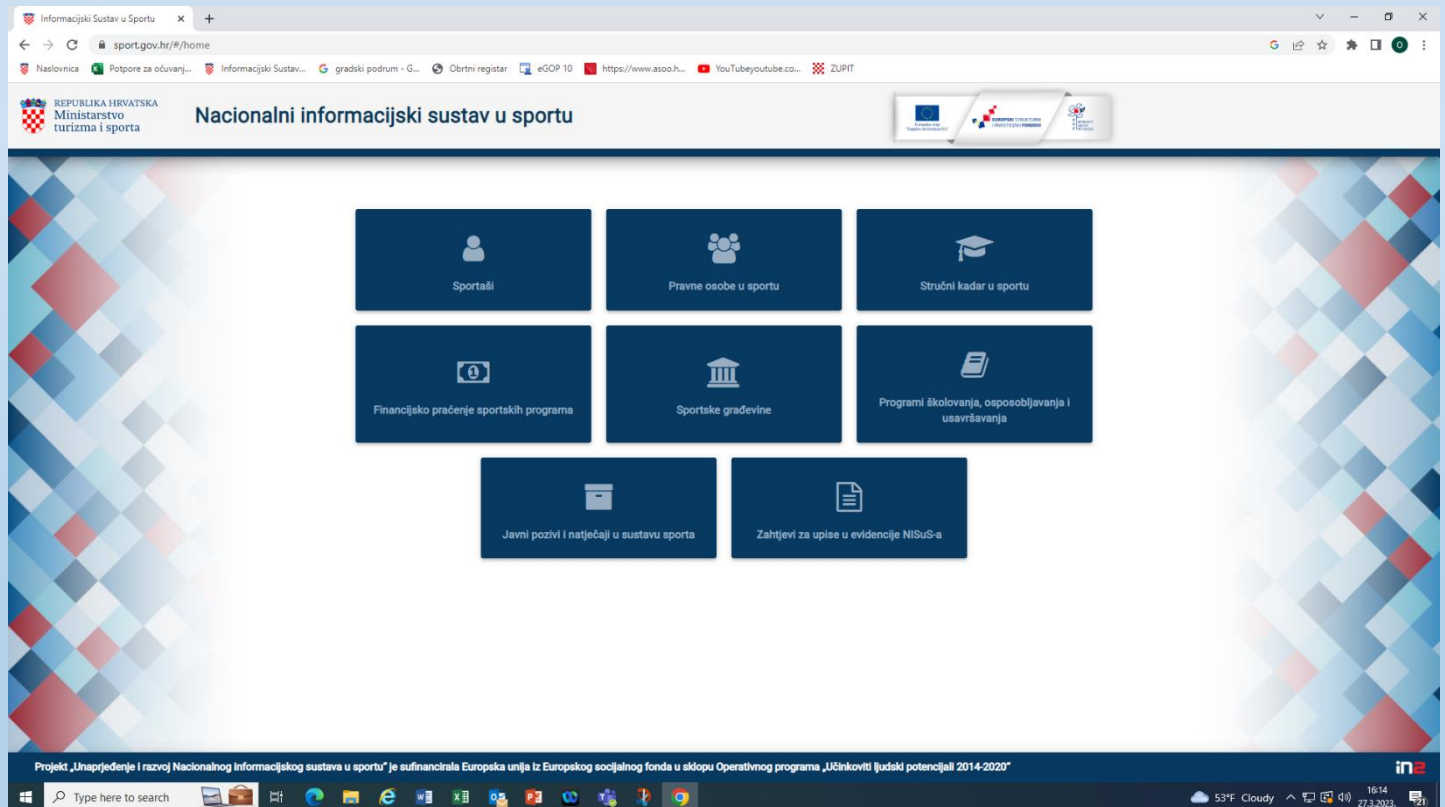 Informacijski Sustav u Sportu
sport.gov.hr/#/home
Naslovnica Potpore za očuvanj... Informacijski Sustav... gradski podrum - G... Obrtni registar eGOP 10 https://www.asoo.h... YouTubeyoutube.co... ZUPIT
REPUBLIKA HRVATSKA
Ministarstvo
turizma i sporta
Nacionalni informacijski sustav u sportu
EUROPSKI STRUKTURNI
I INVESTICIJSKI FONDOVI
Sportaši
Pravne osobe u sportu
Stručni kadar u sportu
Financijsko praćenje sportskih programa
Sportske građevine
Programi školovanja, osposobljavanja i
usavršavanja
Javni pozivi i natječaji u sustavu sporta
Zahtjevi za upise u evidencije NISuS-a
Projekt „Unaprjeđenje i razvoj Nacionalnog informacijskog sustava u sportu“ je sufinancirala Europska unija iz Europskog socijalnog fonda u sklopu Operativnog programa „Učinkoviti ljudski potencijali 2014-2020“
in2
Type here to search
53°F Cloudy
16:14
27.3.2023.
21